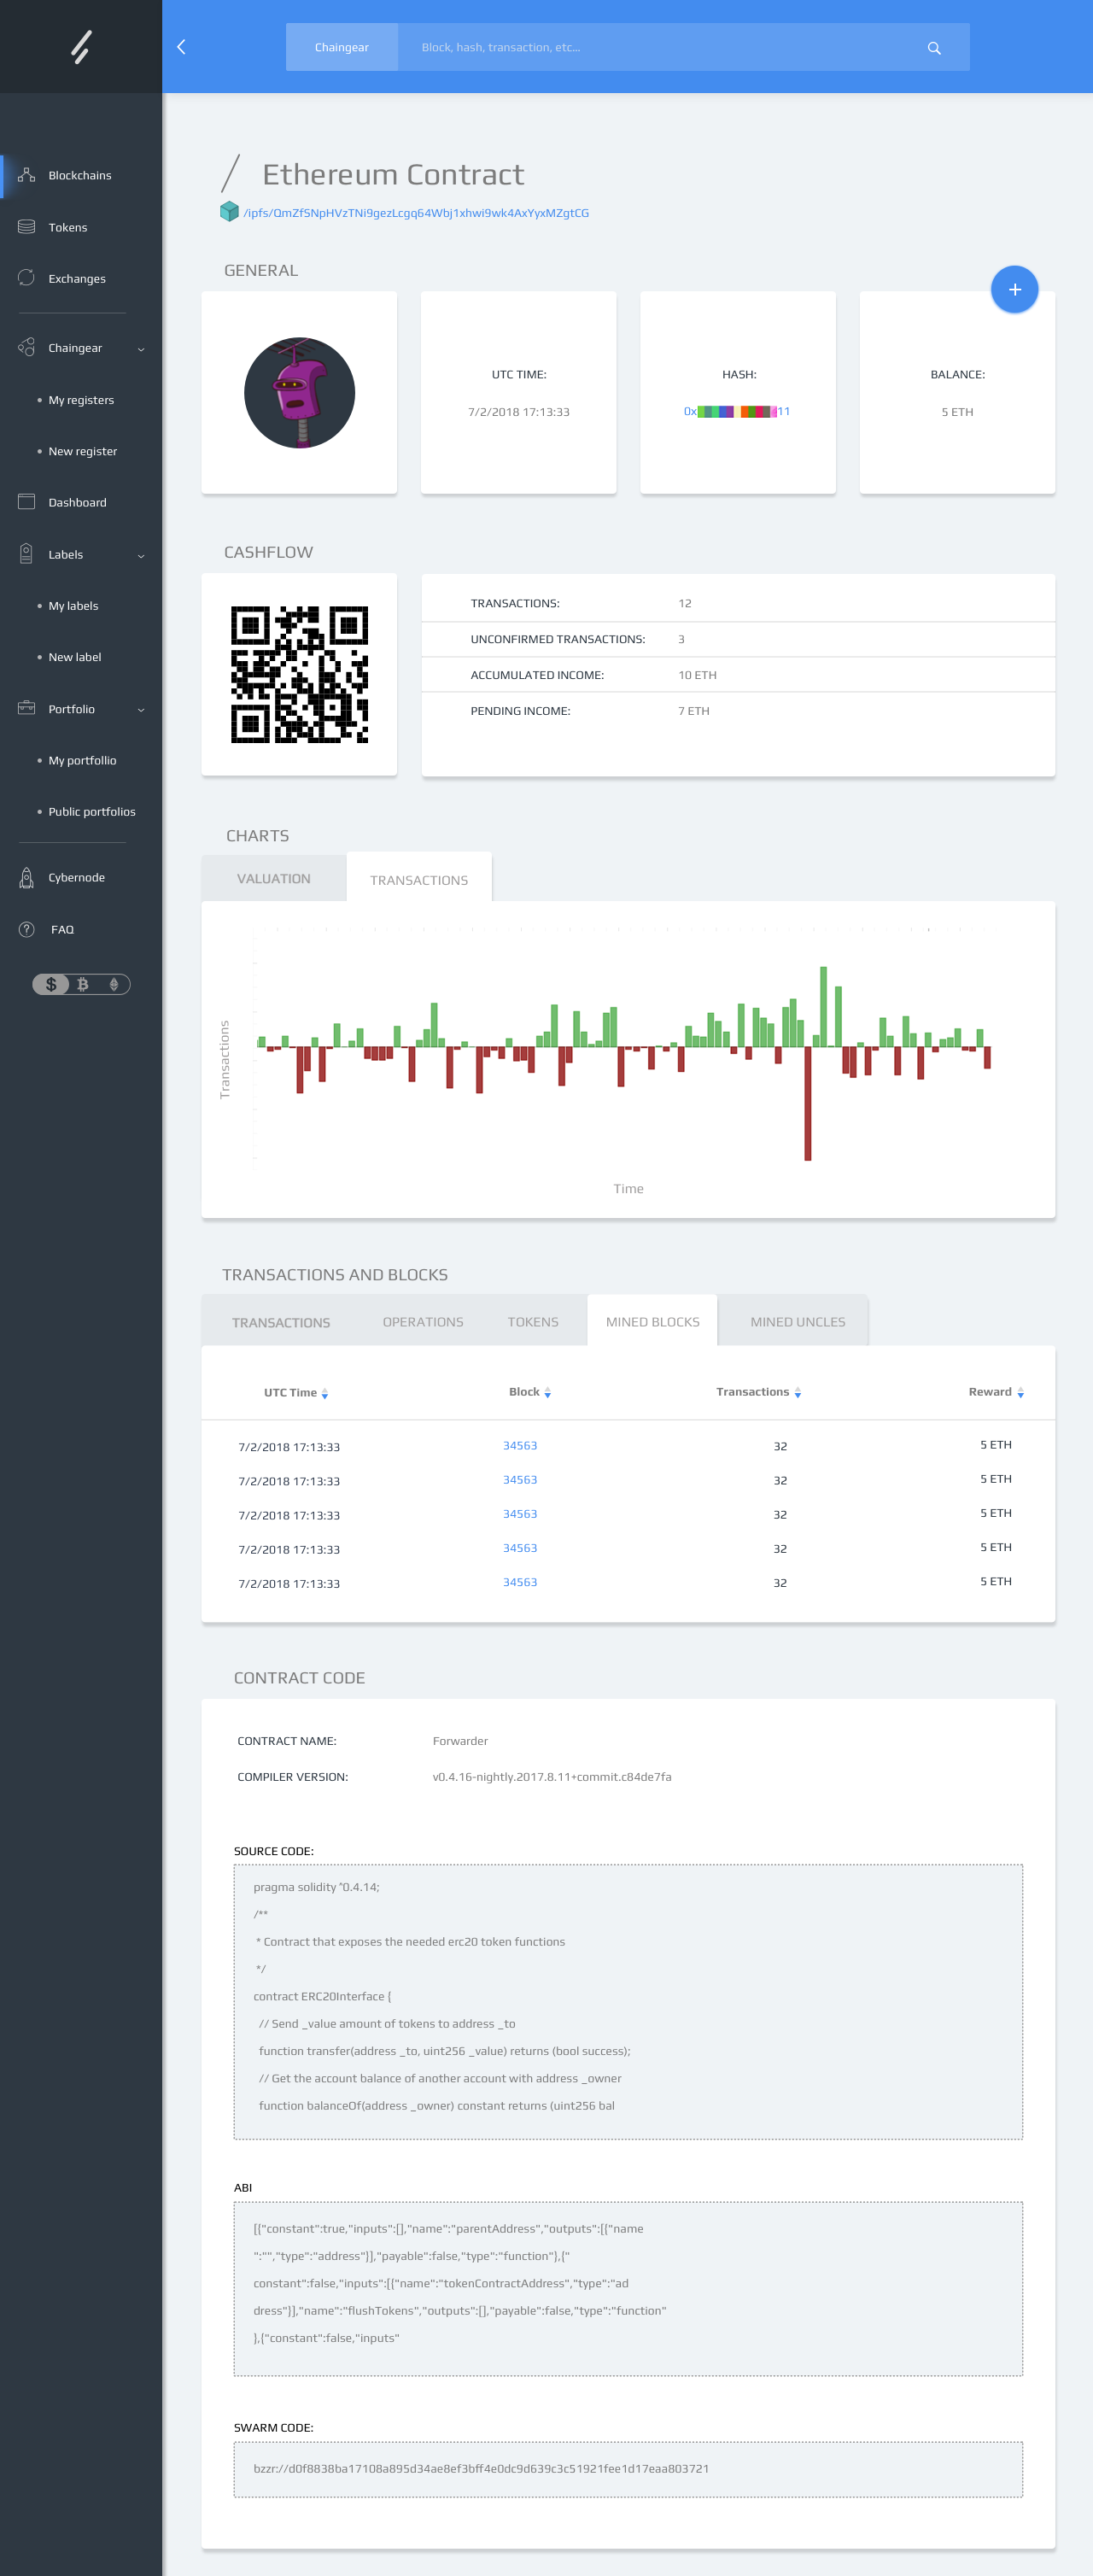 Chaingear
Block, hash, transaction, etc...
Blockchains
Tokens
Exchanges
Chaingear
My registers
New register
Dashboard
Labels
My labels
New label
Portfolio
My portfollio
Public portfolios
Cybernode
FAQ
Ethereum Contract
/ipfs/QmZfSNpHVzTNi9gezLcgq64Wbj1xhwi9wk4AxYyxMZgtCG
GENERAL
UTC TIME:
7/2/2018 17:13:33
HASH:
0x
11
BALANCE:
5 ETH
CASHFLOW
TRANSACTIONS: 12
UNCONFIRMED TRANSACTIONS: 3
ACCUMULATED INCOME: 10 ETH
PENDING INCOME: 7 ETH
CHARTS
VALUATION TRANSACTIONS
Transactions
Time
TRANSACTIONS AND BLOCKS
TRANSACTIONS OPERATIONS TOKENS MINED BLOCKS MINED UNCLES
UTC Time Block Transactions Reward
7/2/2018 17:13:33 34563 32 5 ETH
7/2/2018 17:13:33 34563 32 5 ETH
7/2/2018 17:13:33 34563 32 5 ETH
7/2/2018 17:13:33 34563 32 5 ETH
7/2/2018 17:13:33 34563 32 5 ETH
CONTRACT CODE
CONTRACT NAME: Forwarder
COMPILER VERSION: v0.4.16-nightly.2017.8.11+commit.c84de7fa
SOURCE CODE:
pragma solidity ^0.4.14;
/**
* Contract that exposes the needed erc20 token functions
*/
contract ERC20Interface {
// Send _value amount of tokens to address _to
function transfer(address _to, uint256 _value) returns (bool success);
// Get the account balance of another account with address _owner
function balanceOf(address _owner) constant returns (uint256 bal
ABI
[{"constant":true,"inputs":[],"name":"parentAddress","outputs":[{"name
":"","type":"address"}],"payable":false,"type":"function"},{"
constant":false,"inputs":[{"name":"tokenContractAddress","type":"ad
dress"}],"name":"flushTokens","outputs":[],"payable":false,"type":"function"
},{"constant":false,"inputs"
SWARM CODE:
bzzr://d0f8838ba17108a895d34ae8ef3bff4e0dc9d639c3c51921fee1d17eaa803721